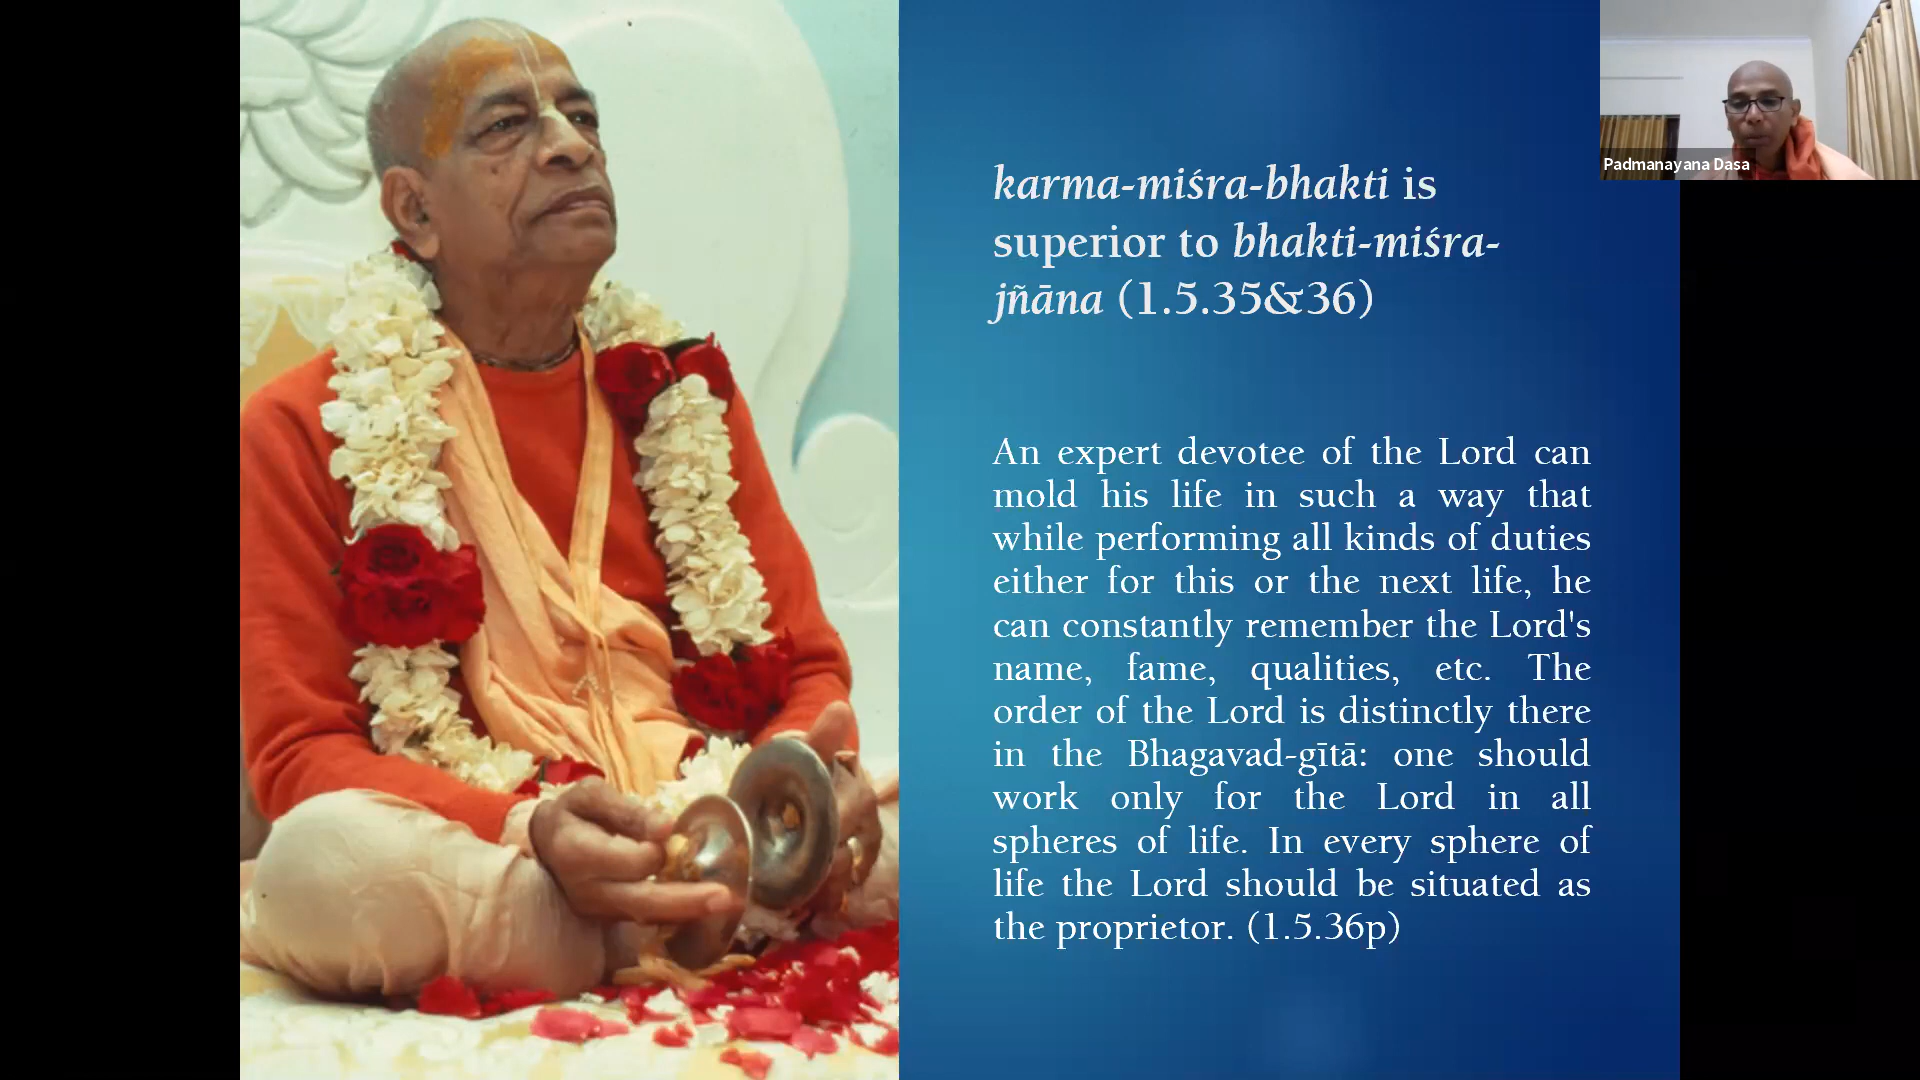 karma-miśra-bhakti is
superior to bhakti-miśra-
jñāna (1.5.35&36)
An expert devotee of the Lord can
mold his life in such a way that
while performing all kinds of duties
either for this or the next life, he
can constantly remember the Lord's
name, fame, qualities, etc. The
order of the Lord is distinctly there
in the Bhagavad-gītā: one should
work only for the Lord in all
spheres of life. In every sphere of
life the Lord should be situated as
the proprietor. (1.5.36p)
Padmanayana Dasa